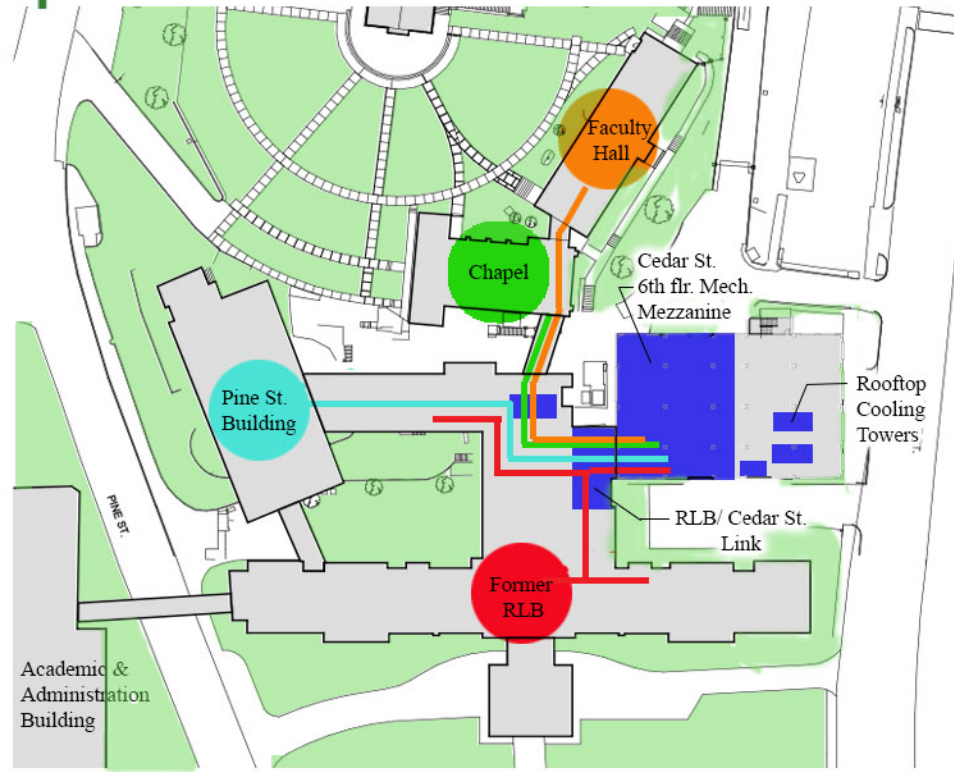 Faculty
Hall
Chapel
Cedar St.
6th flr. Mech.
Mezzanine
Pine St.
Building
Rooftop
Cooling
Towers
PINE ST.
RLB/ Cedar St.
Link
Former
RLB
Academic &
Administration
Building